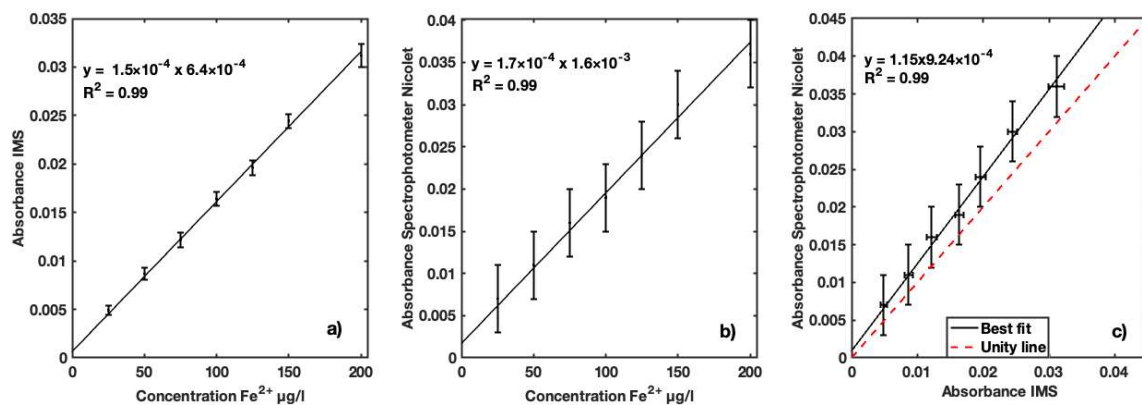 0.035
0.03
0.025
0.02
0.015
0.01
0.005
0
Absorbance IMS
y = 1.5×10⁻⁴ x 6.4×10⁻⁴
R² = 0.99
a)
0 50 100 150 200
Concentration Fe²⁺ µg/l
0.04
0.035
0.03
0.025
0.02
0.015
0.01
0.005
0
Absorbance Spectrophotometer Nicolet
y = 1.7×10⁻⁴ x 1.6×10⁻³
R² = 0.99
b)
0 50 100 150 200
Concentration Fe²⁺ µg/l
0.045
0.04
0.035
0.03
0.025
0.02
0.015
0.01
0.005
0
Absorbance Spectrophotometer Nicolet
y = 1.15x9.24×10⁻⁴
R² = 0.99
c)
Best fit
Unity line
0 0.01 0.02 0.03 0.04
Absorbance IMS